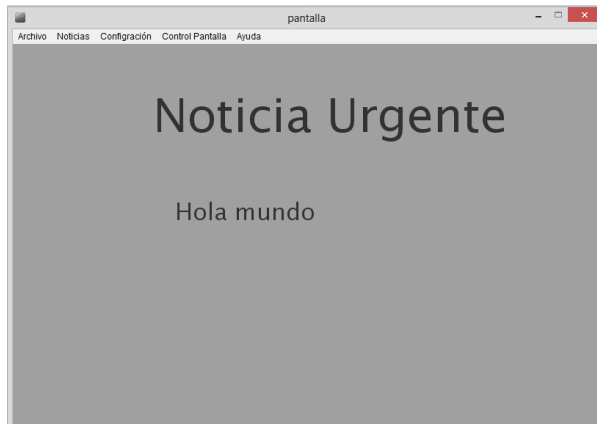 pantalla
Archivo Noticias Configración Control Pantalla Ayuda
Noticia Urgente
Hola mundo